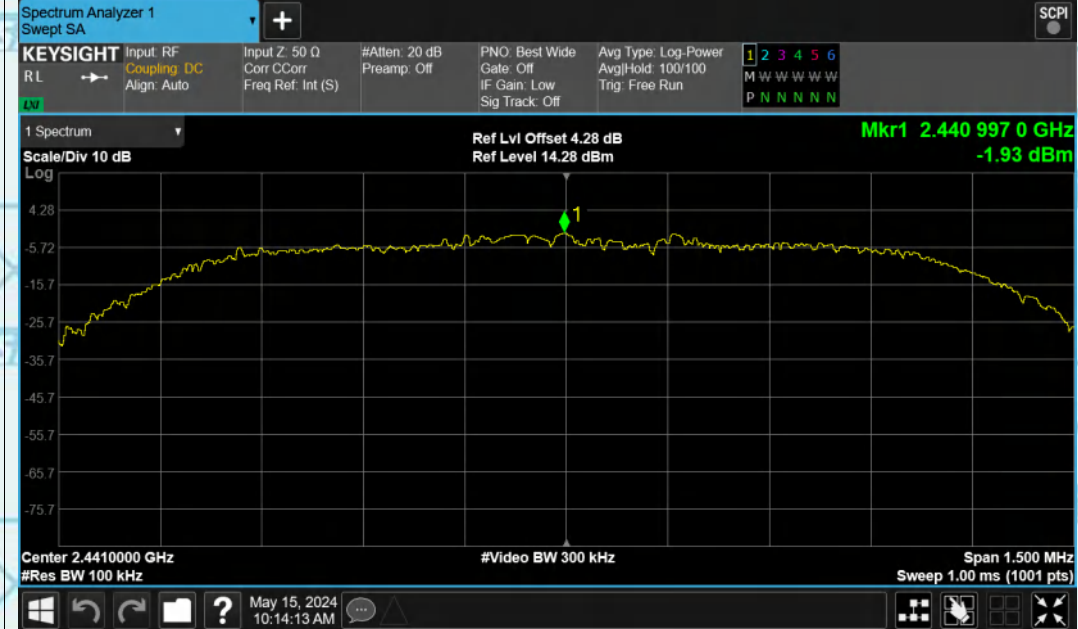 Spectrum Analyzer 1
Swept SA
+
SCPI
KEYSIGHT
RL
LXI
Input: RF
Coupling: DC
Align: Auto
Input Z: 50 Ω
Corr CCorr
Freq Ref: Int (S)
#Atten: 20 dB
Preamp: Off
PNO: Best Wide
Gate: Off
IF Gain: Low
Sig Track: Off
Avg Type: Log-Power
Avg|Hold: 100/100
Trig: Free Run
1 2 3 4 5 6
M W W W W W
P N N N N N
1 Spectrum
Scale/Div 10 dB
Ref Lvl Offset 4.28 dB
Ref Level 14.28 dBm
Mkr1 2.440 997 0 GHz
-1.93 dBm
Log
1
4.28
-5.72
-15.7
-25.7
-35.7
-45.7
-55.7
-65.7
-75.7
Center 2.4410000 GHz
#Res BW 100 kHz
#Video BW 300 kHz
Span 1.500 MHz
Sweep 1.00 ms (1001 pts)
?
May 15, 2024
10:14:13 AM